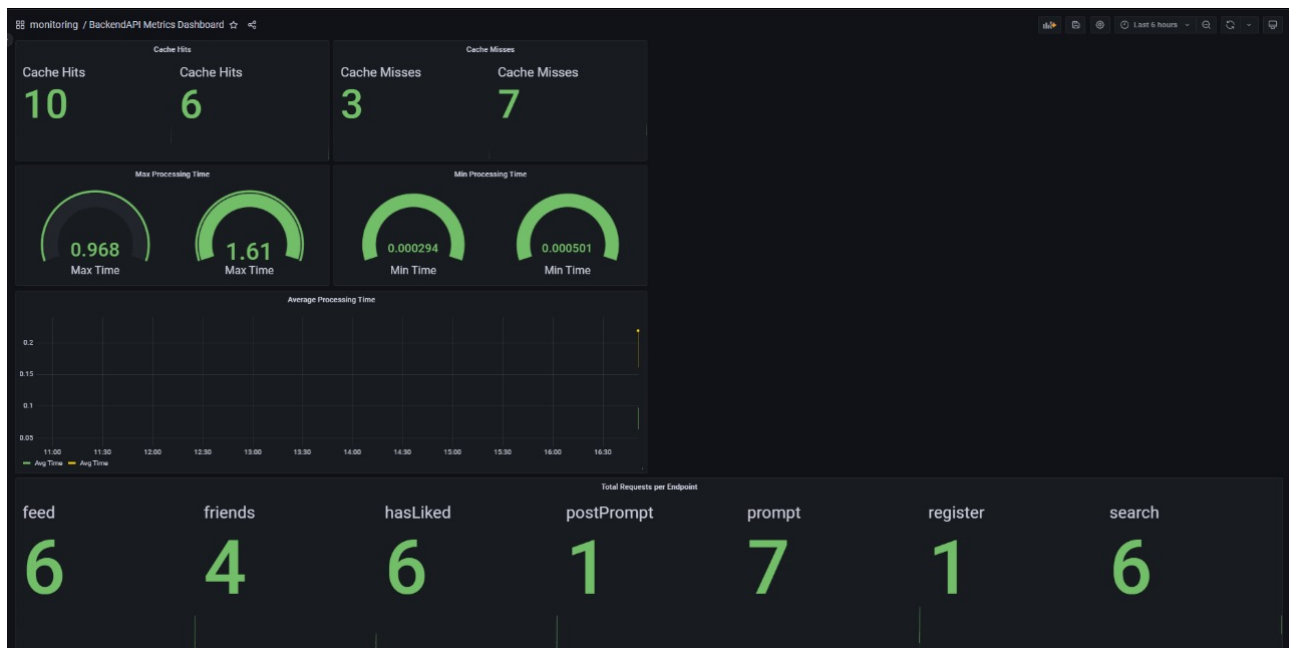 monitoring / BackendAPI Metrics Dashboard
Last 6 hours
Cache Hits
Cache Hits
10
Cache Hits
6
Cache Misses
Cache Misses
3
Cache Misses
7
Max Processing Time
0.968
Max Time
1.61
Max Time
Min Processing Time
0.000294
Min Time
0.000501
Min Time
Average Processing Time
0.2
0.15
0.1
0.05
11:00 11:30 12:00 12:30 13:00 13:30 14:00 14:30 15:00 15:30 16:00 16:30
Avg Time Avg Time
Total Requests per Endpoint
feed
6
friends
4
hasLiked
6
postPrompt
1
prompt
7
register
1
search
6